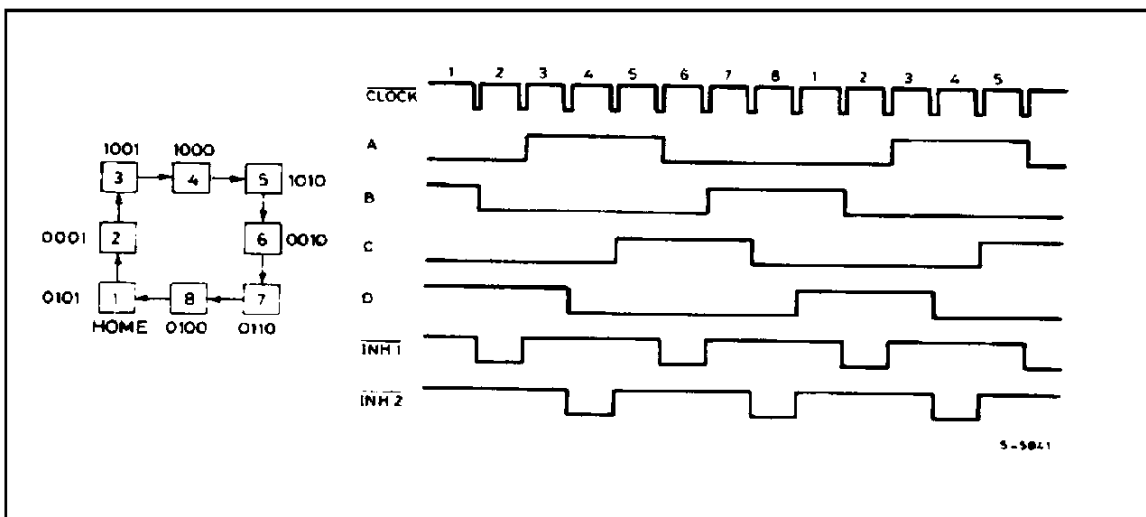 1 2 3 4 5 6 7 8 1 2 3 4 5
CLOCK
A
1001 1000
3 4 5 1010
B
0001 2 6 0010
C
0101 1 8 7
D
HOME 0100 0110
INH 1
INH 2
S-5841